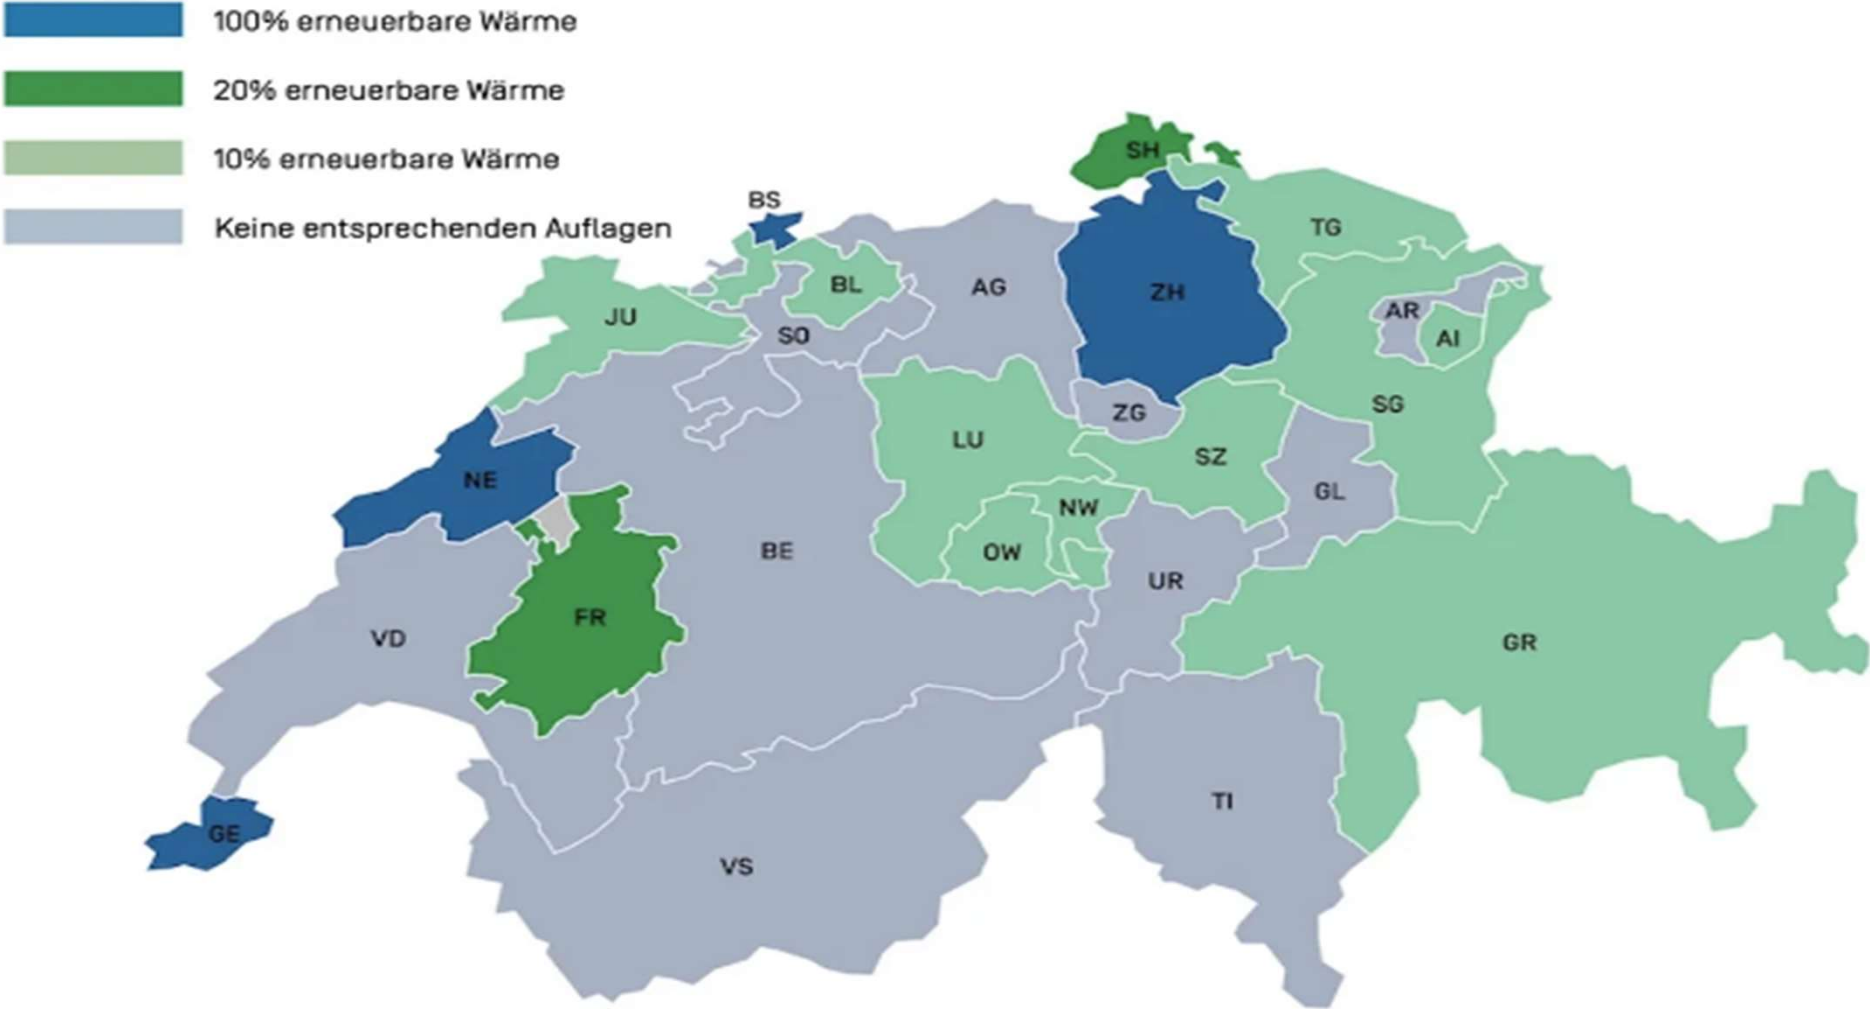 100% erneuerbare Wärme
20% erneuerbare Wärme
10% erneuerbare Wärme
Keine entsprechenden Auflagen
SH
BS
TG
BL
AG
ZH
JU
SO
AR
AI
SG
ZG
LU
SZ
NE
GL
NW
OW
BE
UR
FR
VD
GR
TI
GE
VS